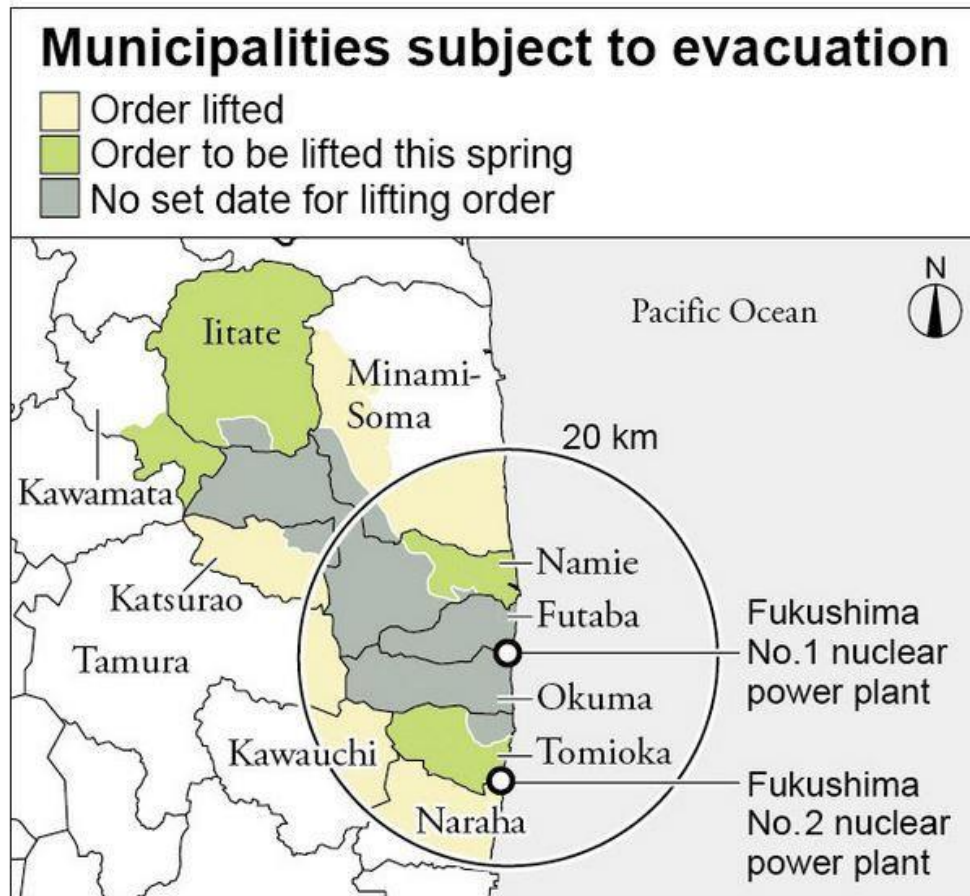 Municipalities subject to evacuation
Order lifted
Order to be lifted this spring
No set date for lifting order
N
Pacific Ocean
Iitate
Minami-
Soma
20 km
Kawamata
Namie
Katsurao
Futaba
Fukushima
No.1 nuclear
power plant
Tamura
Okuma
Kawauchi
Tomioka
Fukushima
No.2 nuclear
power plant
Naraha